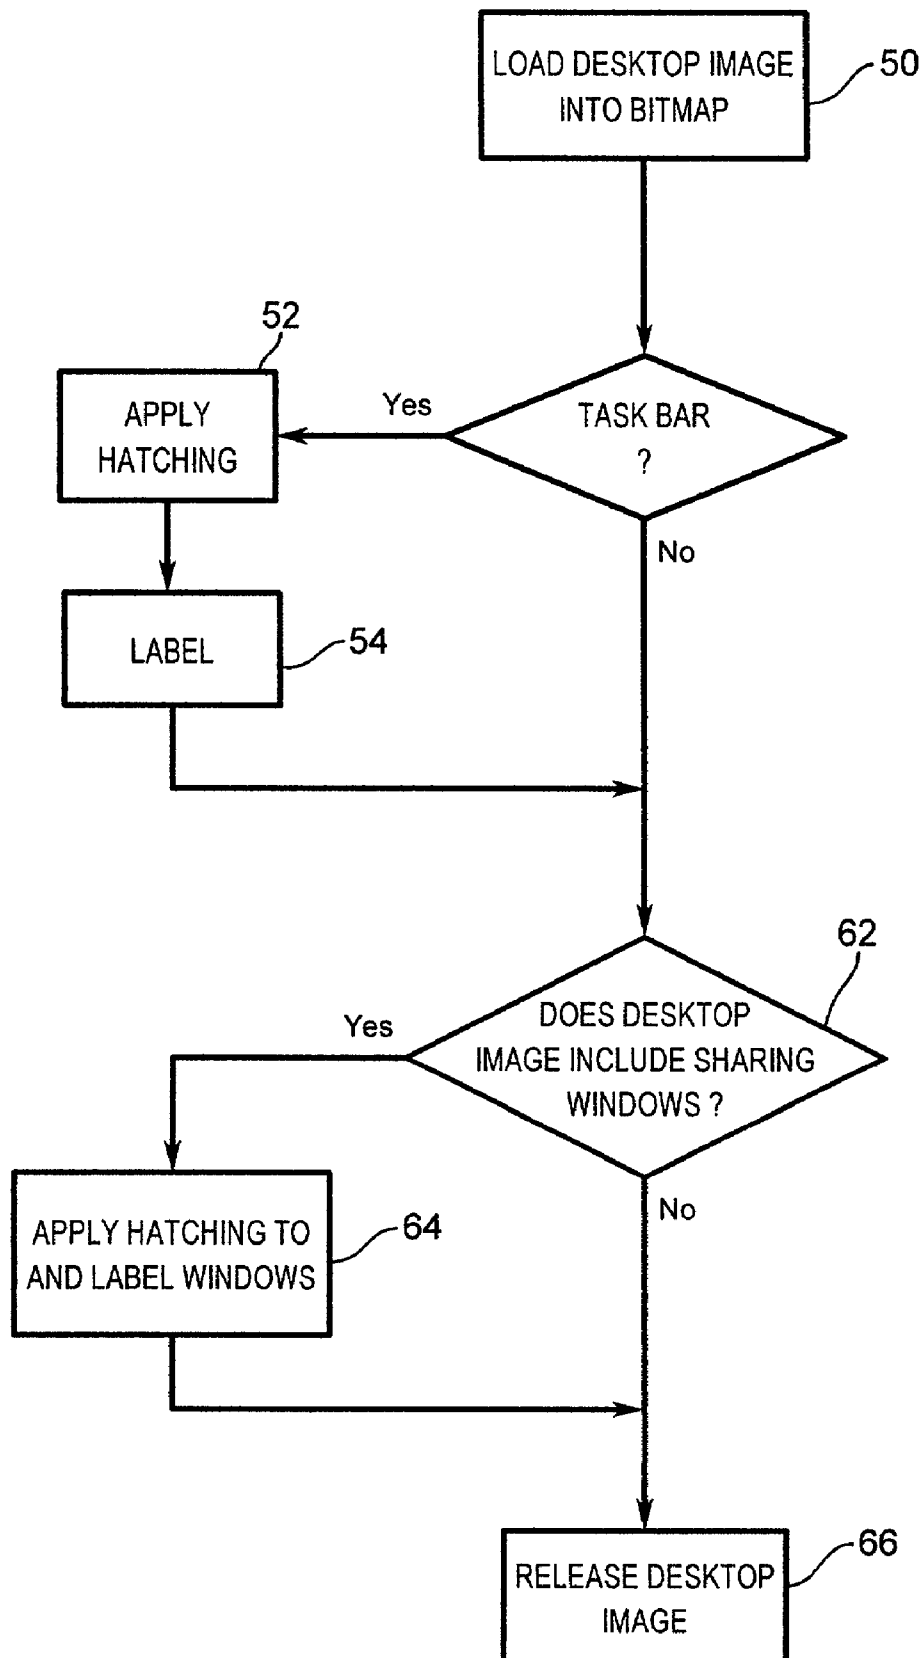 LOAD DESKTOP IMAGE
INTO BITMAP
50
TASK BAR
?
Yes
No
52
APPLY
HATCHING
LABEL
54
62
DOES DESKTOP
IMAGE INCLUDE SHARING
WINDOWS ?
Yes
No
APPLY HATCHING TO
AND LABEL WINDOWS
64
RELEASE DESKTOP
IMAGE
66